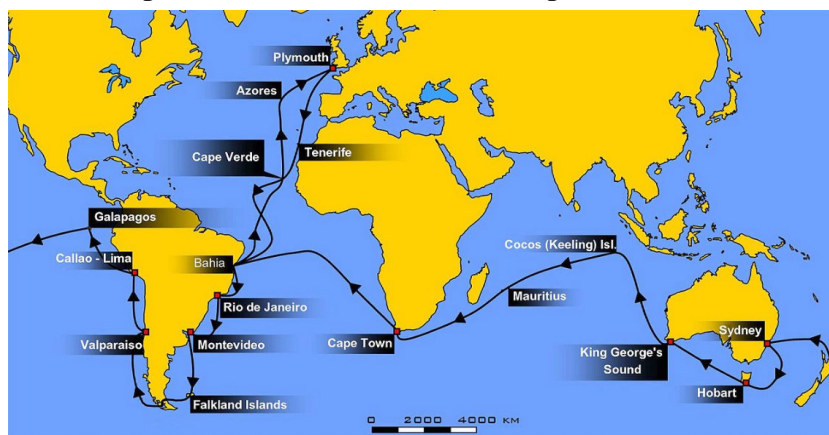 Plymouth
Azores
Cape Verde
Tenerife
Galapagos
Callao - Lima
Bahia
Cocos (Keeling) Isl.
Mauritius
Rio de Janeiro
Valparaiso
Montevideo
Cape Town
King George's
Sound
Sydney
Hobart
Falkland Islands
0 2000 4000 KM